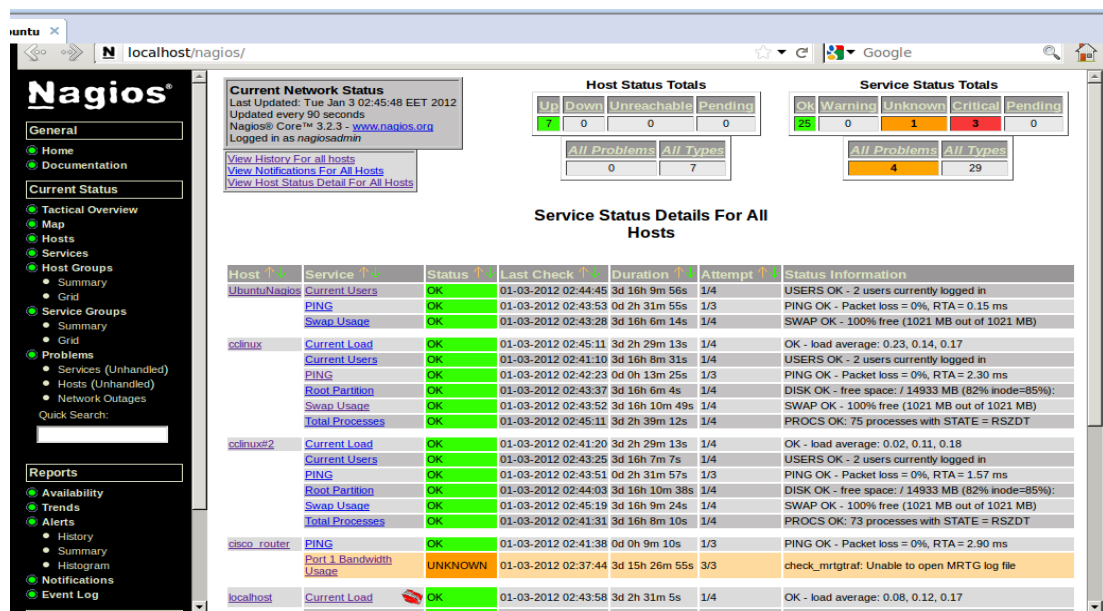 untu ×
N localhost/nagios/
Google
Nagios®
General
Home
Documentation
Current Status
Tactical Overview
Map
Hosts
Services
Host Groups
Summary
Grid
Service Groups
Summary
Grid
Problems
Services (Unhandled)
Hosts (Unhandled)
Network Outages
Quick Search:
Reports
Availability
Trends
Alerts
History
Summary
Histogram
Notifications
Event Log
Current Network Status
Last Updated: Tue Jan 3 02:45:48 EET 2012
Updated every 90 seconds
Nagios® Core™ 3.2.3 - www.nagios.org
Logged in as nagiosadmin
View History For all hosts
View Notifications For All Hosts
View Host Status Detail For All Hosts
Host Status Totals
Up Down Unreachable Pending
7 0 0 0
All Problems All Types
0 7
Service Status Totals
Ok Warning Unknown Critical Pending
25 0 1 3 0
All Problems All Types
4 29
Service Status Details For All
Hosts
Host Service Status Last Check Duration Attempt Status Information
UbuntuNagios Current Users OK 01-03-2012 02:44:45 3d 16h 9m 56s 1/4 USERS OK - 2 users currently logged in
PING OK 01-03-2012 02:43:53 0d 2h 31m 55s 1/3 PING OK - Packet loss = 0%, RTA = 0.15 ms
Swap Usage OK 01-03-2012 02:43:28 3d 16h 6m 14s 1/4 SWAP OK - 100% free (1021 MB out of 1021 MB)
cclinux Current Load OK 01-03-2012 02:45:11 3d 2h 29m 13s 1/4 OK - load average: 0.23, 0.14, 0.17
Current Users OK 01-03-2012 02:41:10 3d 16h 8m 31s 1/4 USERS OK - 2 users currently logged in
PING OK 01-03-2012 02:42:23 0d 0h 13m 25s 1/3 PING OK - Packet loss = 0%, RTA = 2.30 ms
Root Partition OK 01-03-2012 02:43:37 3d 16h 6m 4s 1/4 DISK OK - free space: / 14933 MB (82% inode=85%):
Swap Usage OK 01-03-2012 02:43:52 3d 16h 10m 49s 1/4 SWAP OK - 100% free (1021 MB out of 1021 MB)
Total Processes OK 01-03-2012 02:45:11 3d 2h 39m 12s 1/4 PROCS OK: 75 processes with STATE = RSZDT
cclinux#2 Current Load OK 01-03-2012 02:41:20 3d 2h 29m 13s 1/4 OK - load average: 0.02, 0.11, 0.18
Current Users OK 01-03-2012 02:43:25 3d 16h 7m 7s 1/4 USERS OK - 2 users currently logged in
PING OK 01-03-2012 02:43:51 0d 2h 31m 57s 1/3 PING OK - Packet loss = 0%, RTA = 1.57 ms
Root Partition OK 01-03-2012 02:44:03 3d 16h 10m 38s 1/4 DISK OK - free space: / 14933 MB (82% inode=85%):
Swap Usage OK 01-03-2012 02:45:19 3d 16h 9m 24s 1/4 SWAP OK - 100% free (1021 MB out of 1021 MB)
Total Processes OK 01-03-2012 02:41:31 3d 16h 8m 10s 1/4 PROCS OK: 73 processes with STATE = RSZDT
cisco_router PING OK 01-03-2012 02:41:38 0d 0h 9m 10s 1/3 PING OK - Packet loss = 0%, RTA = 2.90 ms
Port 1 Bandwidth
Usage UNKNOWN 01-03-2012 02:37:44 3d 15h 26m 55s 3/3 check_mrtgtraf: Unable to open MRTG log file
localhost Current Load OK 01-03-2012 02:43:58 3d 2h 31m 5s 1/4 OK - load average: 0.08, 0.12, 0.17